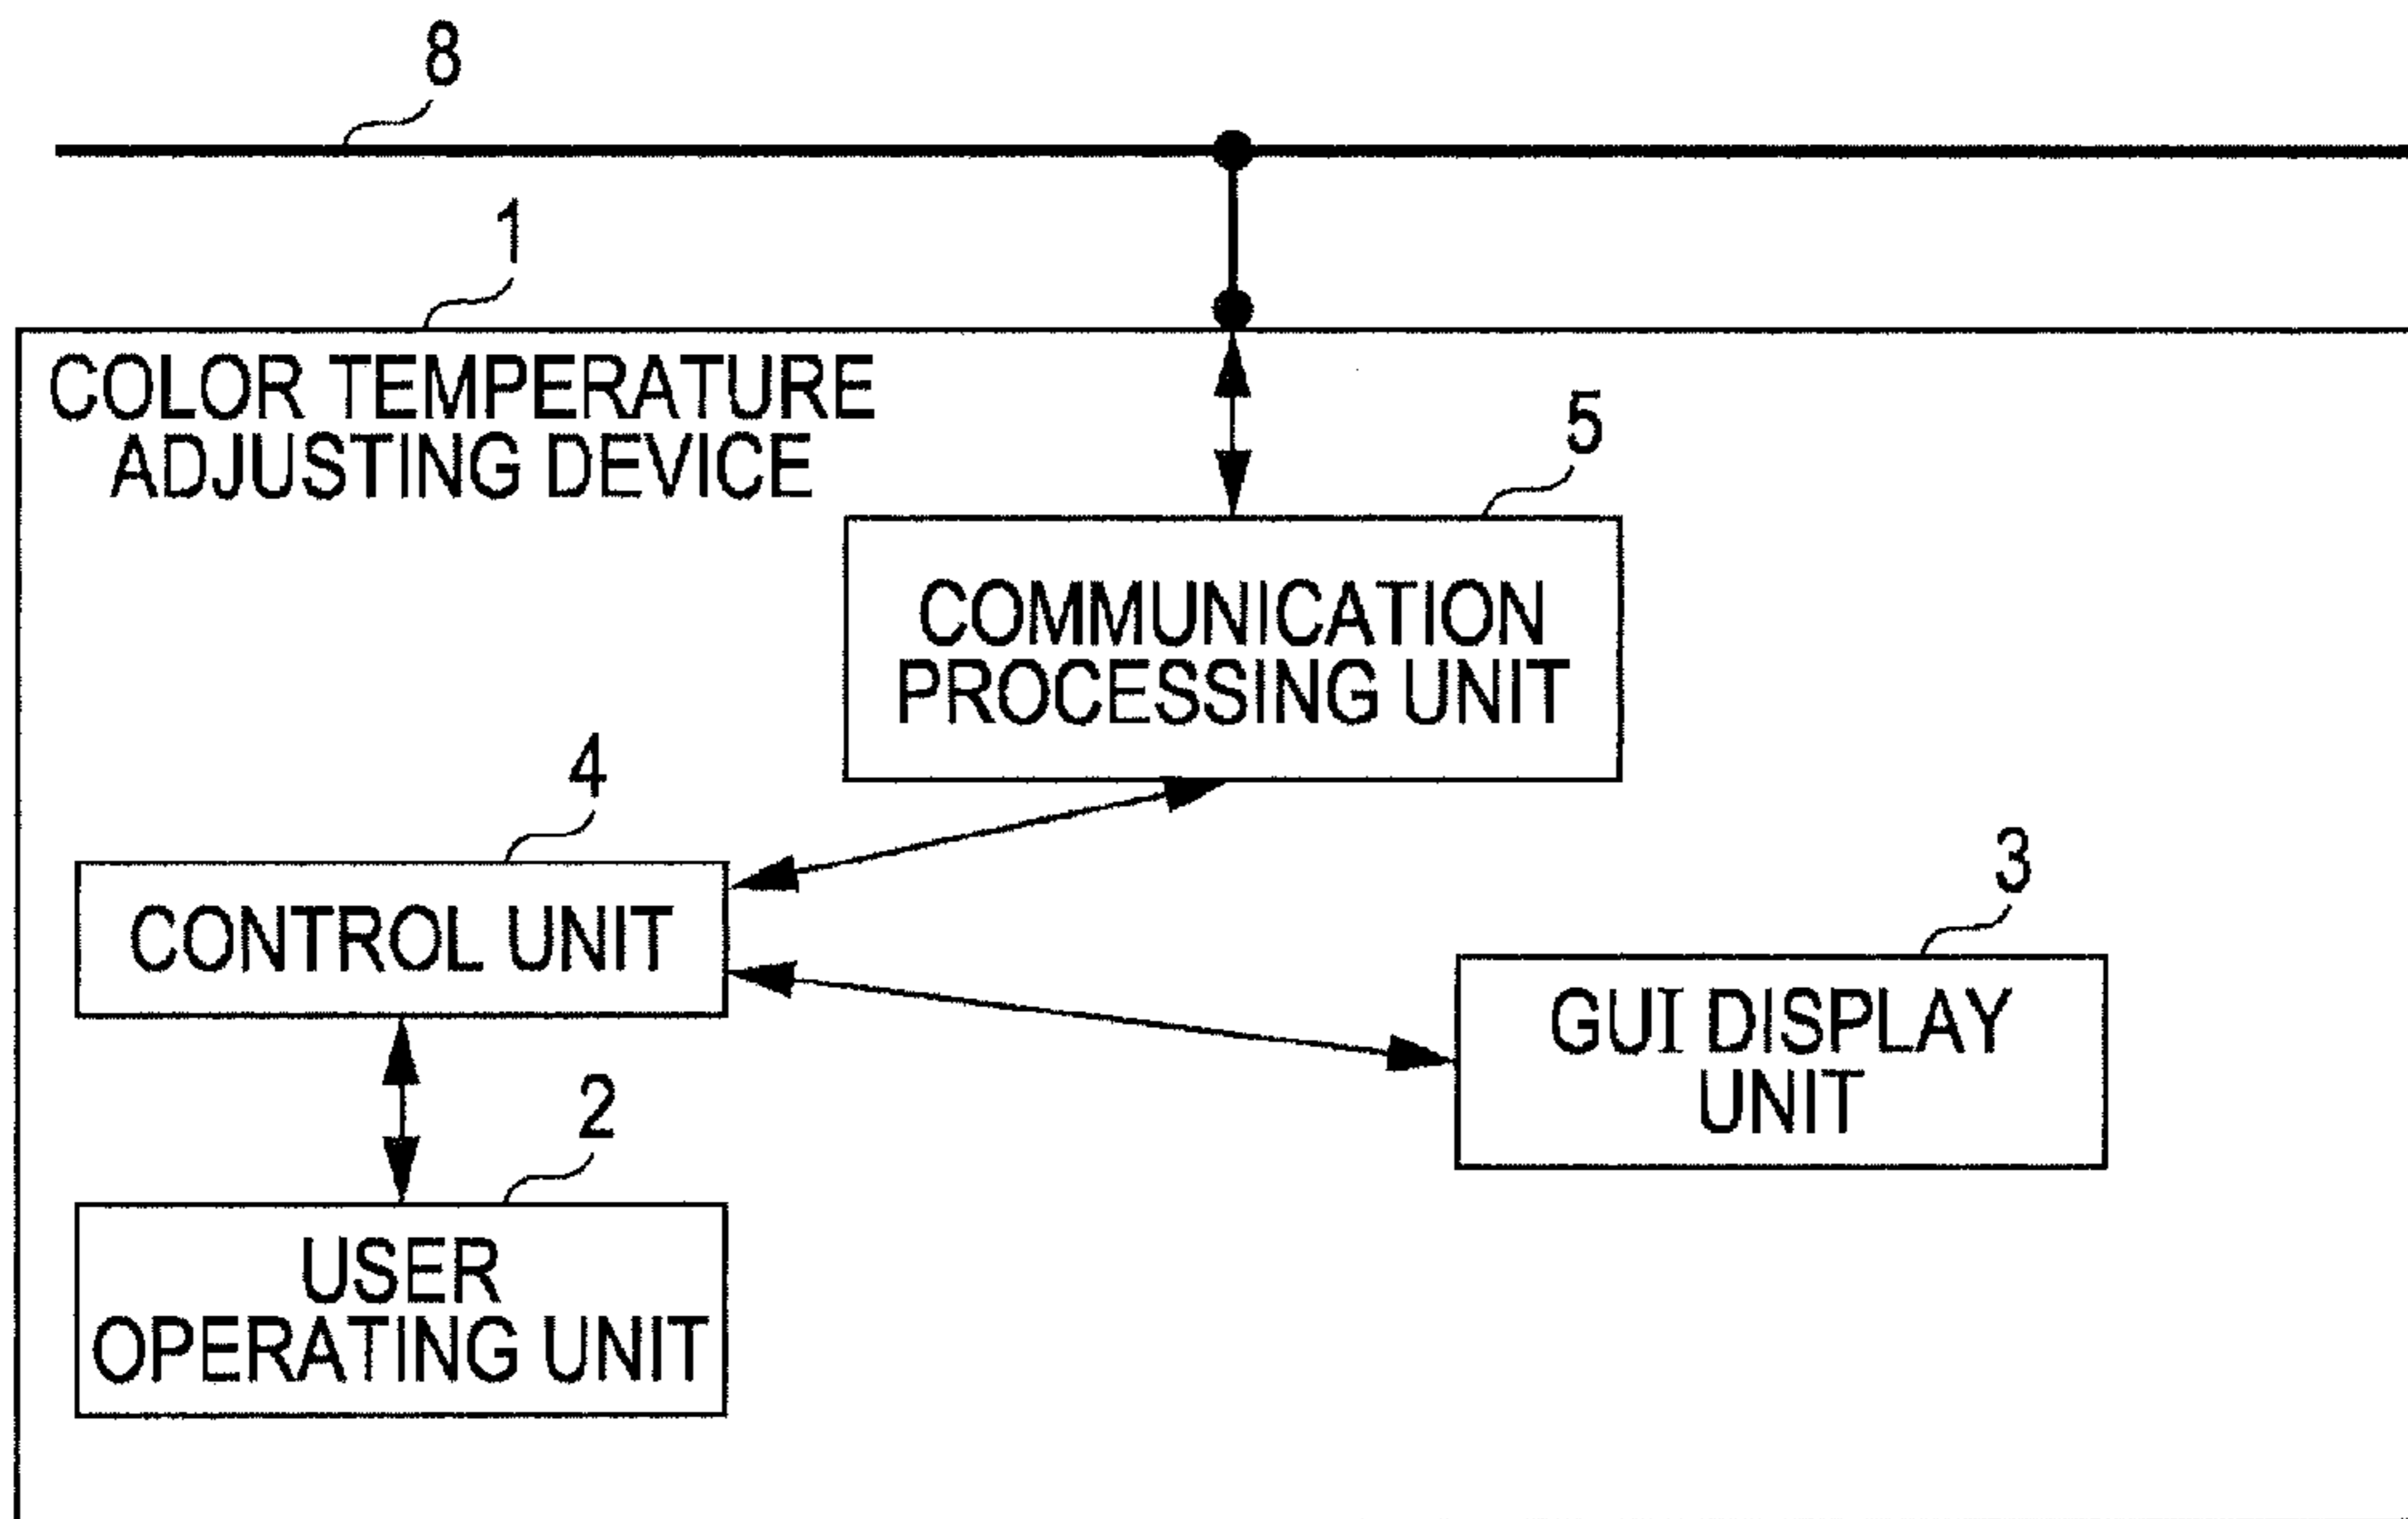 8
1
COLOR TEMPERATURE
ADJUSTING DEVICE
5
COMMUNICATION
PROCESSING UNIT
4
CONTROL UNIT
3
GUI DISPLAY
UNIT
2
USER
OPERATING UNIT